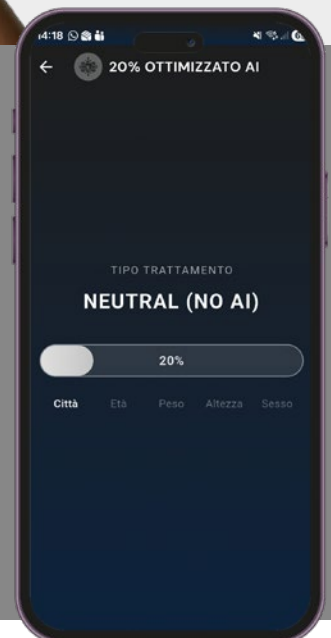 14:18
20% OTTIMIZZATO AI
TIPO TRATTAMENTO
NEUTRAL (NO AI)
20%
Città Età Peso Altezza Sesso